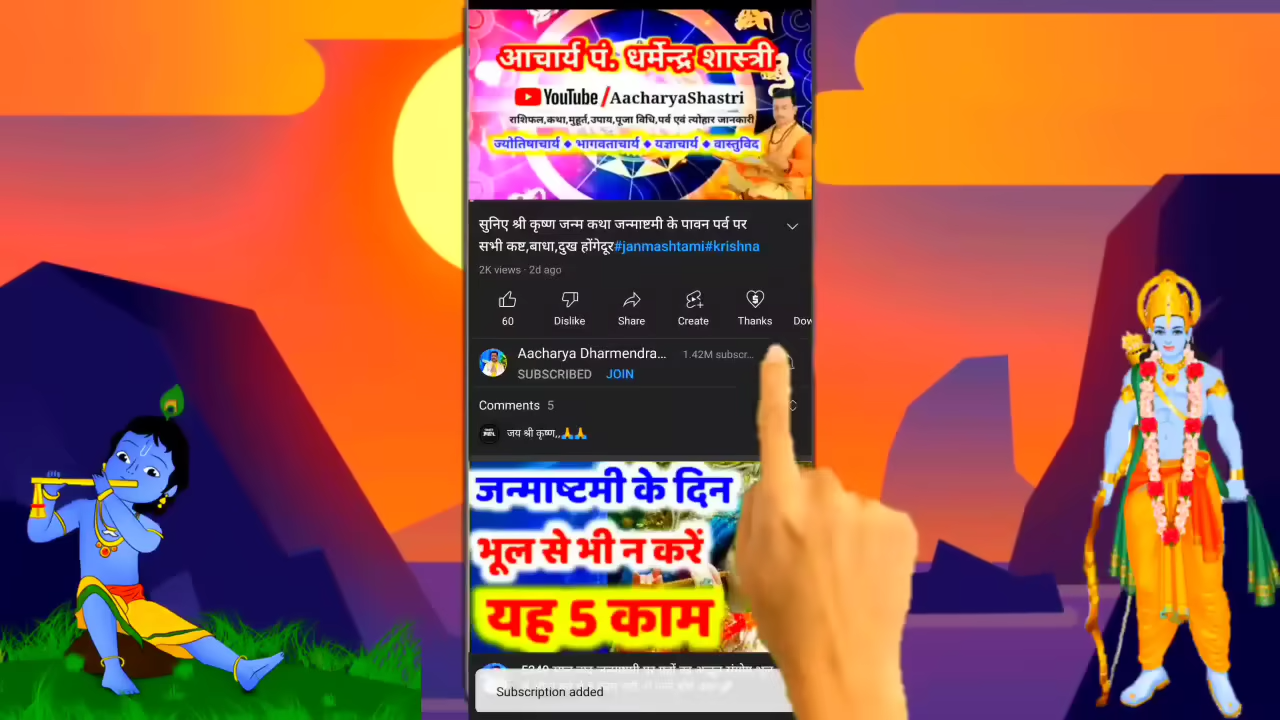 आचार्य पं. धर्मेन्द्र शास्त्री
YouTube /AacharyaShastri
राशिफल,कथा,मुहूर्त,उपाय,पूजा विधि,पर्व एवं त्योहार जानकारी
ज्योतिषाचार्य ◆ भागवताचार्य ◆ यज्ञाचार्य ◆ वास्तुविद
सुनिए श्री कृष्ण जन्म कथा जन्माष्टमी के पावन पर्व पर
सभी कष्ट,बाधा,दुख होंगेदूर#janmashtami#krishna
2K views · 2d ago
60 Dislike Share Create Thanks Dow
Aacharya Dharmendra... 1.42M subscr...
SUBSCRIBED JOIN
Comments 5
जय श्री कृष्ण,,🙏🙏
जन्माष्टमी के दिन
भूल से भी न करें
यह 5 काम
Subscription added